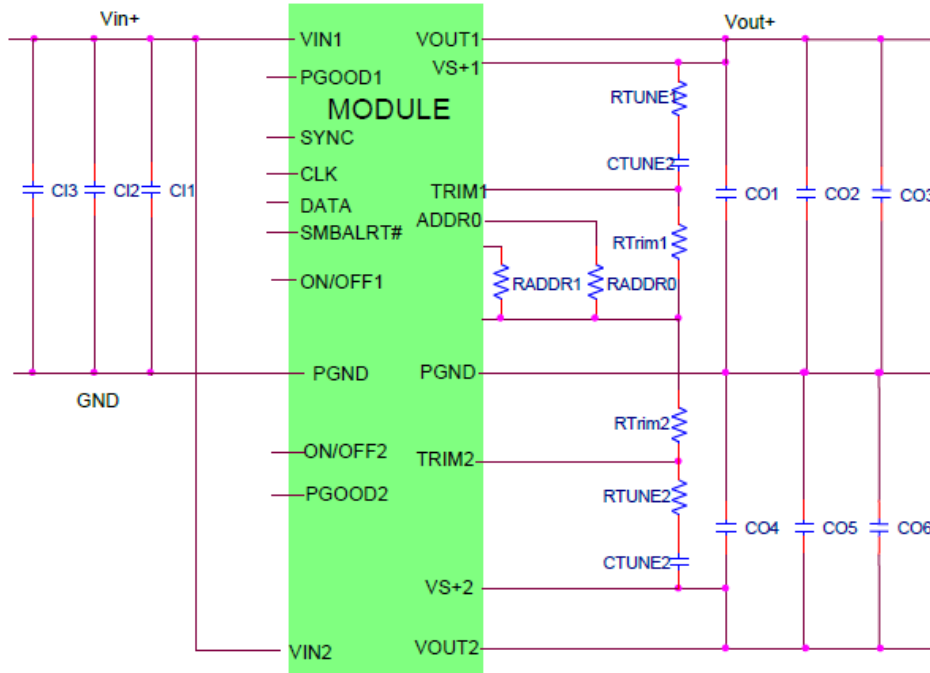 Vin+
Vout+
VIN1
VOUT1
VS+1
PGOOD1
RTUNE1
MODULE
SYNC
CTUNE2
CLK
TRIM1
CI3
CI2
CI1
CO1
CO2
CO3
DATA
ADDR0
SMBALRT#
RTrim1
ON/OFF1
RADDR1
RADDR0
PGND
PGND
GND
RTrim2
ON/OFF2
TRIM2
PGOOD2
RTUNE2
CO4
CO5
CO6
CTUNE2
VS+2
VIN2
VOUT2